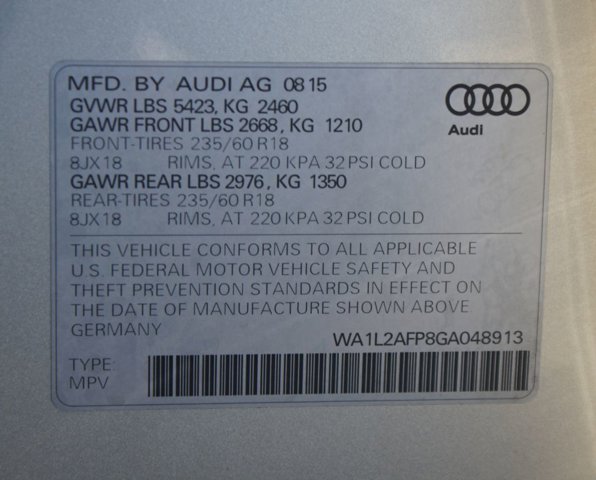 MFD. BY AUDI AG 08 15
GVWR LBS 5423, KG 2460
GAWR FRONT LBS 2668, KG 1210
FRONT-TIRES 235/60 R18
8JX18 RIMS, AT 220 KPA 32 PSI COLD
GAWR REAR LBS 2976, KG 1350
REAR-TIRES 235/60 R18
8JX18 RIMS, AT 220 KPA 32 PSI COLD
Audi
THIS VEHICLE CONFORMS TO ALL APPLICABLE
U.S. FEDERAL MOTOR VEHICLE SAFETY AND
THEFT PREVENTION STANDARDS IN EFFECT ON
THE DATE OF MANUFACTURE SHOWN ABOVE
GERMANY
WA1L2AFP8GA048913
TYPE:
MPV